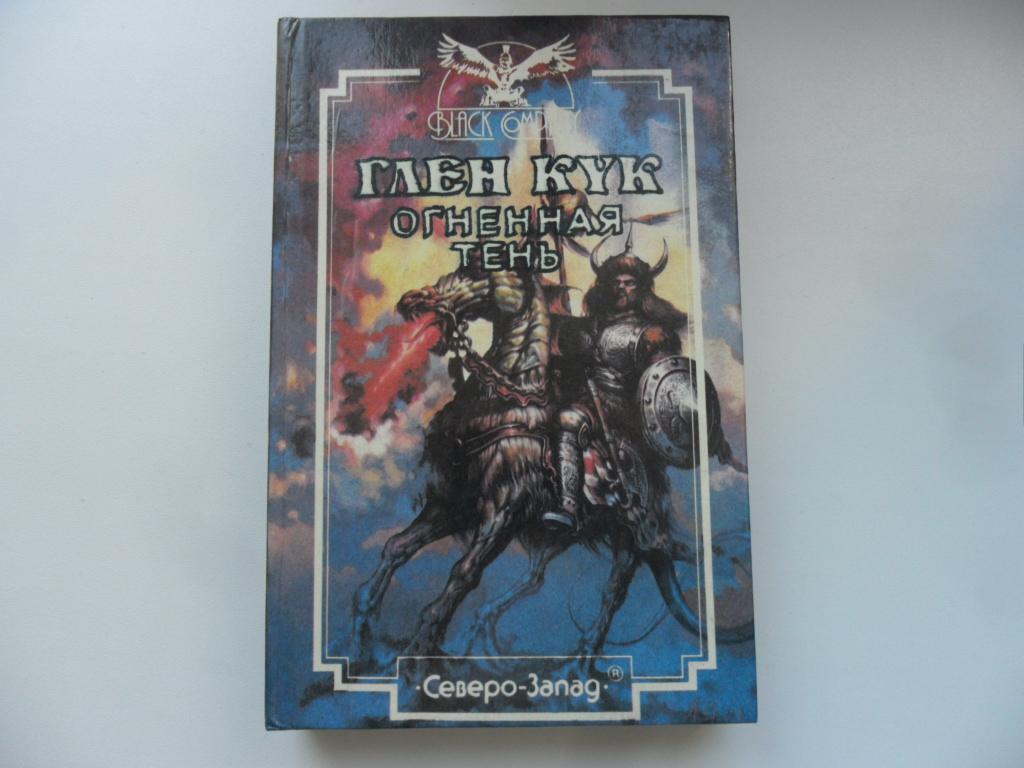 BLACK COMPANY
ГЛЕН КУК
ОГНЕННАЯ
ТЕНЬ
·Северо-Запад·®